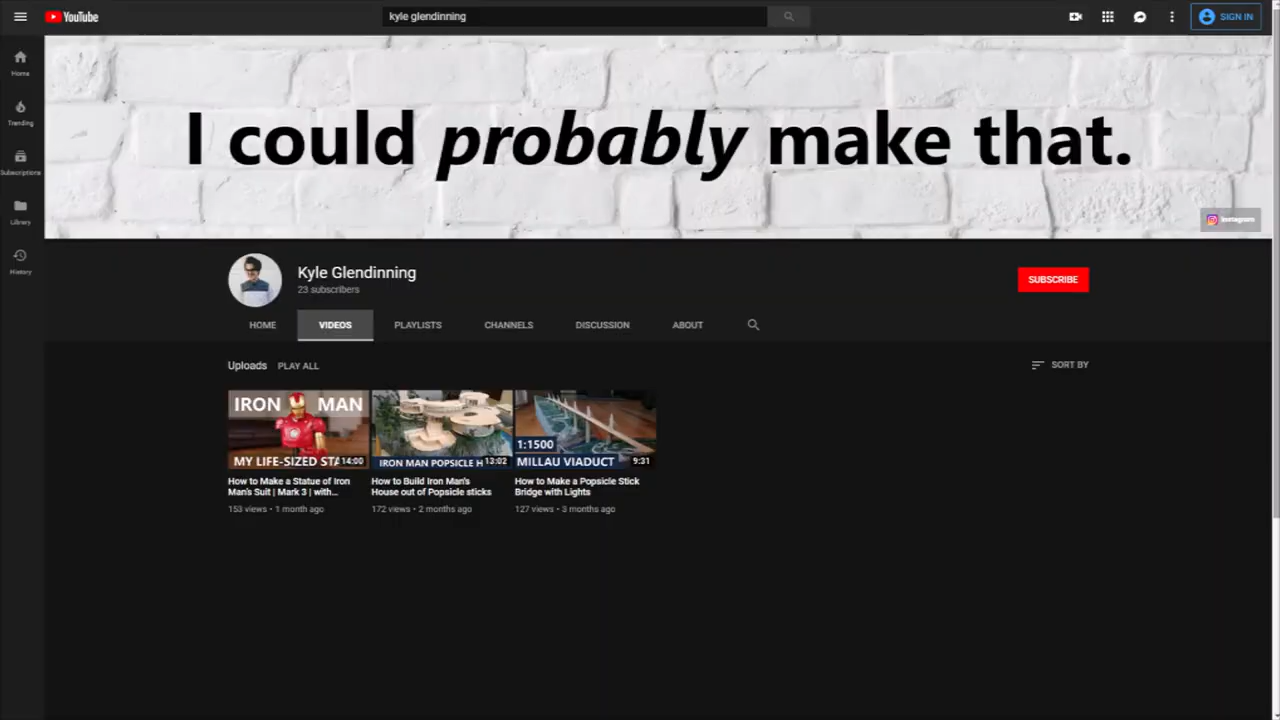 YouTube
kyle glendinning
SIGN IN
Home
Trending
Subscriptions
Library
History
I could probably make that.
Instagram
Kyle Glendinning
23 subscribers
SUBSCRIBE
HOME VIDEOS PLAYLISTS CHANNELS DISCUSSION ABOUT
Uploads PLAY ALL
SORT BY
IRON MAN
MY LIFE-SIZED STA 14:00
How to Make a Statue of Iron
Man's Suit | Mark 3 | with...
153 views • 1 month ago
IRON MAN POPSICLE H 13:02
How to Build Iron Man's
House out of Popsicle sticks
172 views • 2 months ago
1:1500
MILLAU VIADUCT 9:31
How to Make a Popsicle Stick
Bridge with Lights
127 views • 3 months ago